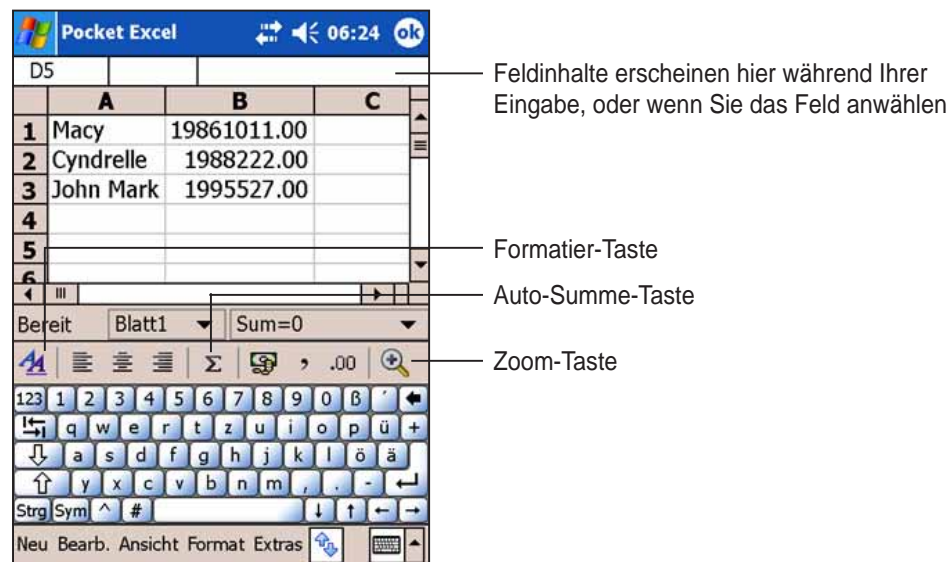 Pocket Excel 06:24 ok
D5
A B C
1 Macy 19861011.00
2 Cyndrelle 1988222.00
3 John Mark 1995527.00
4
5
6
Bereit Blatt1 Sum=0
A A Σ , .00
123 1 2 3 4 5 6 7 8 9 0 ß ´
q w e r t z u i o p ü +
a s d f g h j k l ö ä
y x c v b n m , . -
Strg Sym ^ #
Neu Bearb. Ansicht Format Extras
Feldinhalte erscheinen hier während Ihrer
Eingabe, oder wenn Sie das Feld anwählen
Formatier-Taste
Auto-Summe-Taste
Zoom-Taste